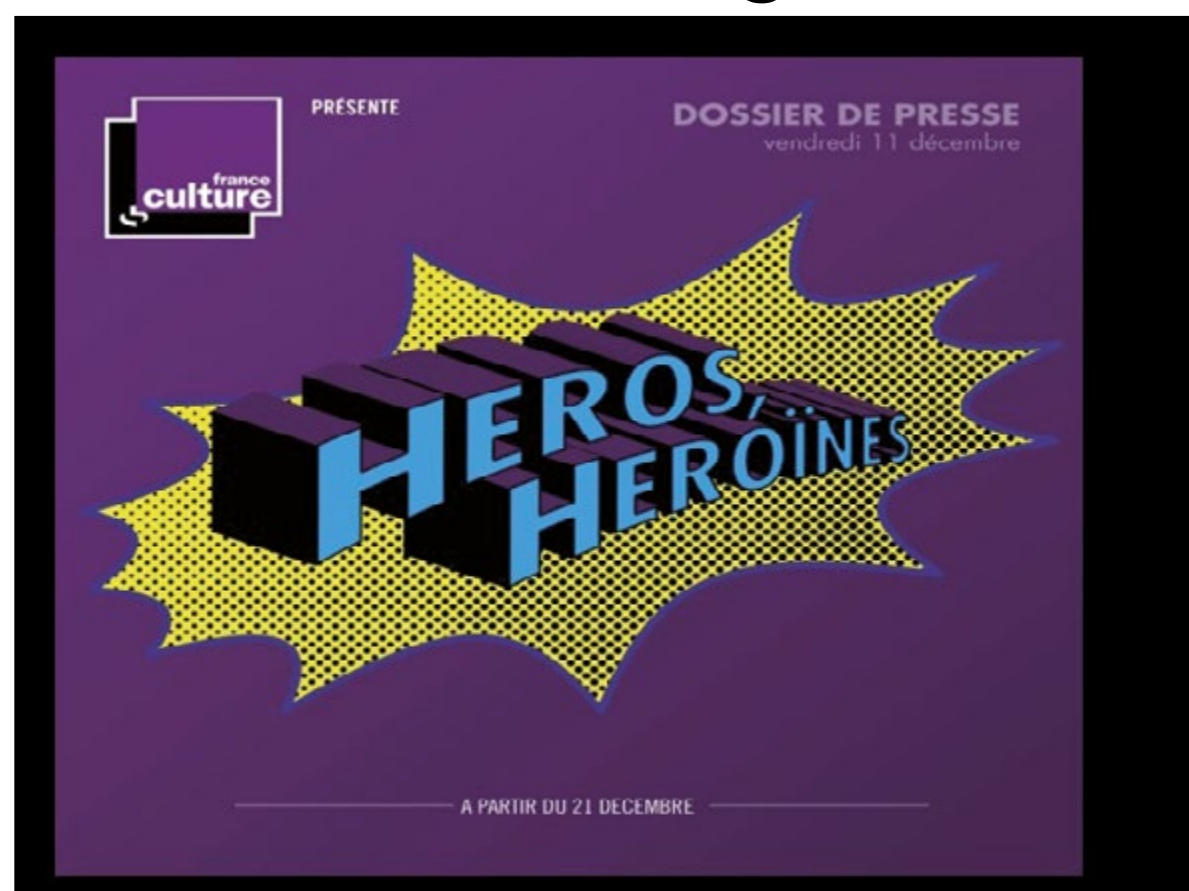 france
culture
PRÉSENTE
DOSSIER DE PRESSE
vendredi 11 décembre
HEROS,
HEROÏNES
A PARTIR DU 21 DECEMBRE